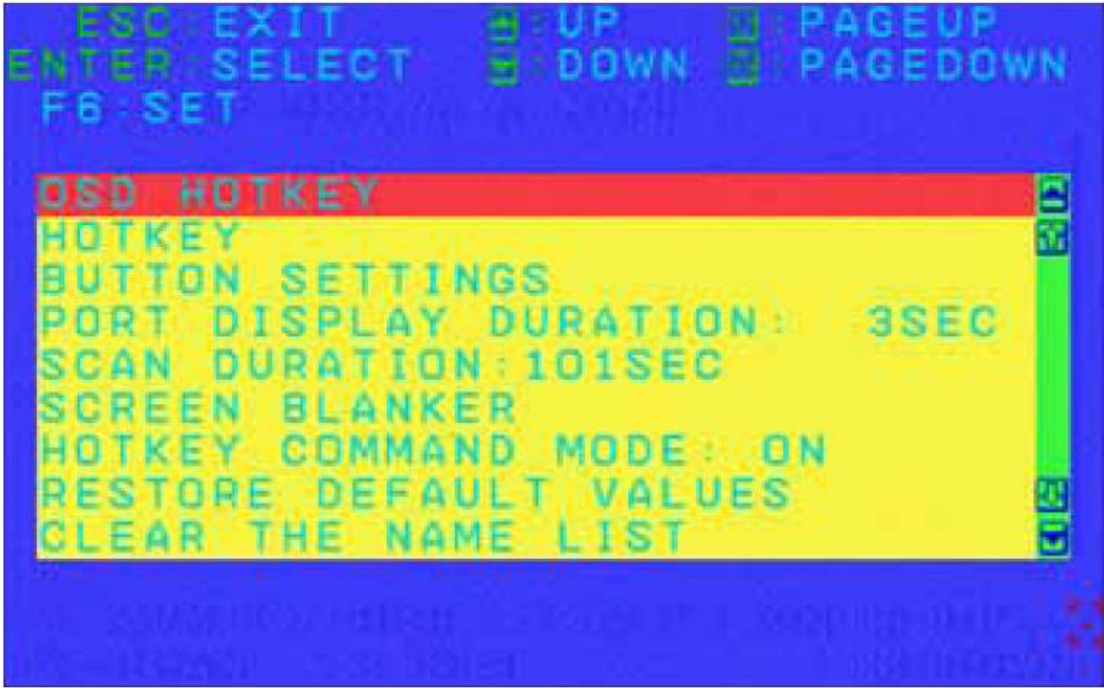 ESC:EXIT :UP :PAGEUP
ENTER:SELECT :DOWN :PAGEDOWN
F6:SET
OSD HOTKEY
HOTKEY
BUTTON SETTINGS
PORT DISPLAY DURATION: 3SEC
SCAN DURATION:101SEC
SCREEN BLANKER
HOTKEY COMMAND MODE: ON
RESTORE DEFAULT VALUES
CLEAR THE NAME LIST